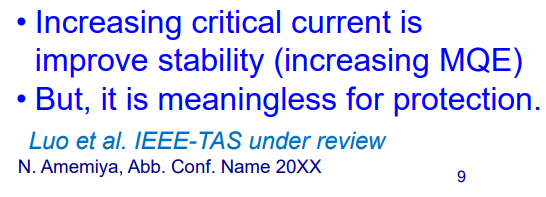 • Increasing critical current is
improve stability (increasing MQE)
• But, it is meaningless for protection.
Luo et al. IEEE-TAS under review
N. Amemiya, Abb. Conf. Name 20XX
9